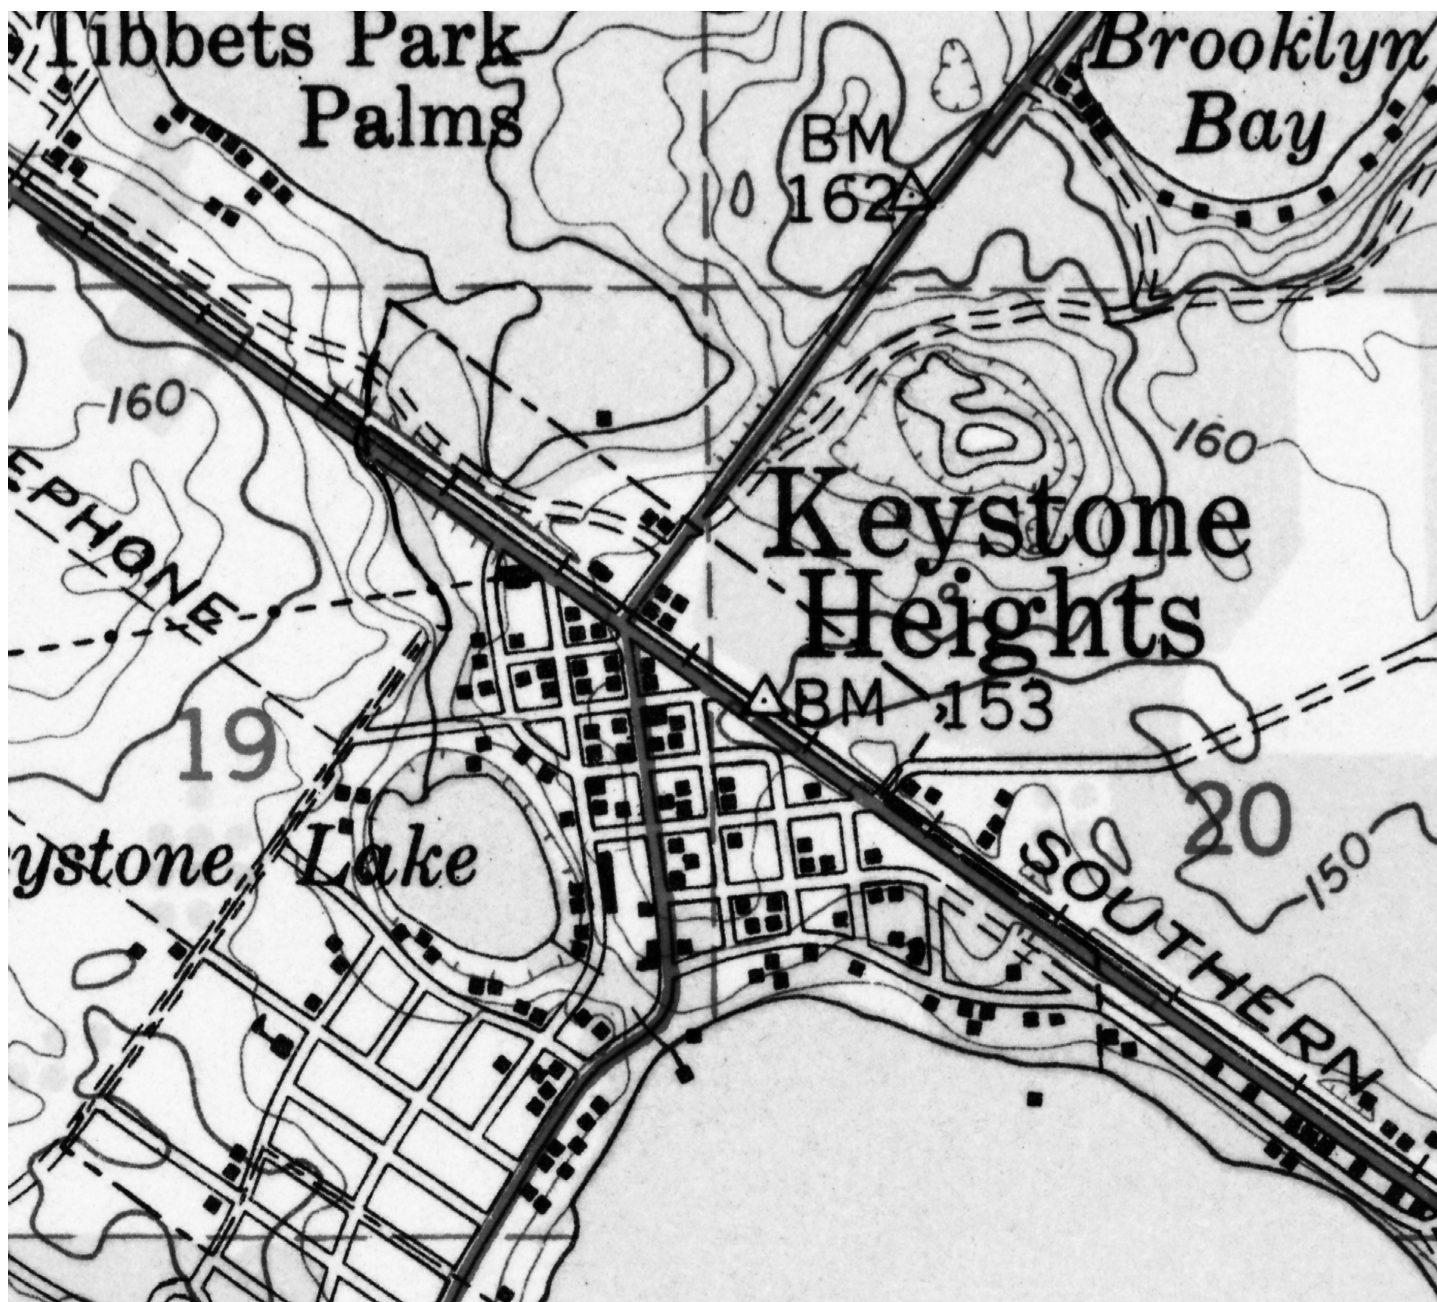 Tibbets Park
Palms
Brooklyn
Bay
BM
162
160
160
EPHONE
Keystone
Heights
BM 153
19
20
ystone Lake
150
SOUTHERN